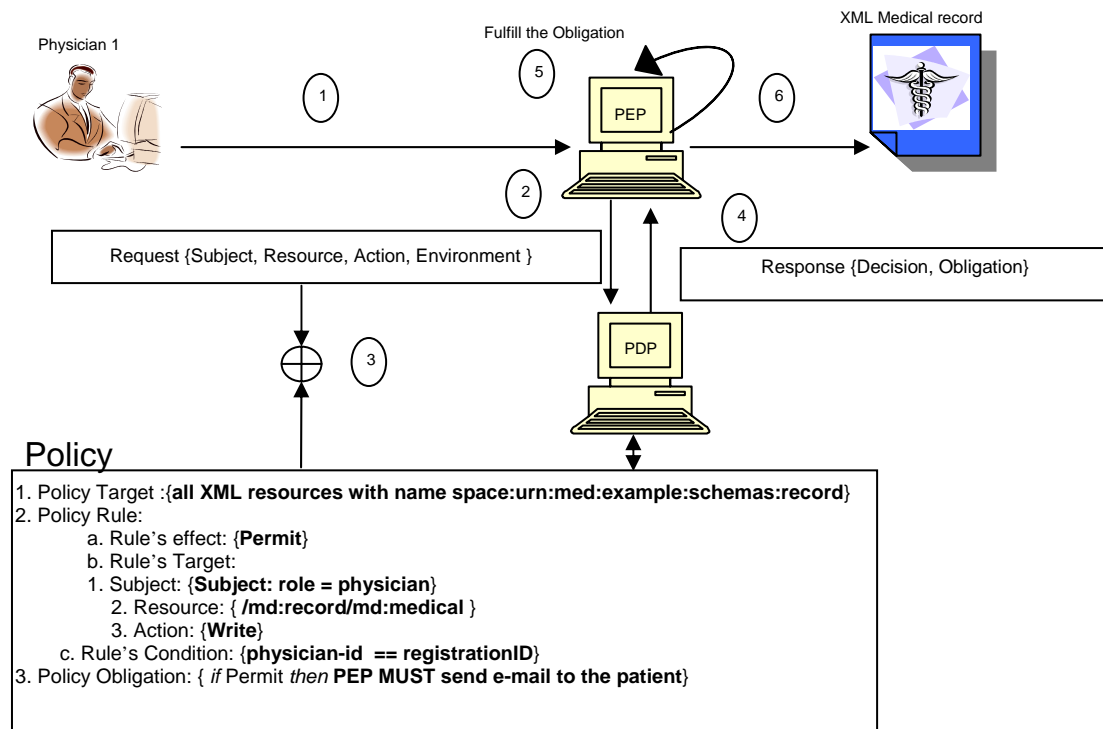 XML Medical record
Fulfill the Obligation
Physician 1
5
1
6
PEP
2
4
Request {Subject, Resource, Action, Environment }
Response {Decision, Obligation}
PDP
3
Policy
1. Policy Target :{all XML resources with name space:urn:med:example:schemas:record}
2. Policy Rule:
a. Rule’s effect: {Permit}
b. Rule’s Target:
1. Subject: {Subject: role = physician}
2. Resource: { /md:record/md:medical }
3. Action: {Write}
c. Rule’s Condition: {physician-id == registrationID}
3. Policy Obligation: { if Permit then PEP MUST send e-mail to the patient}